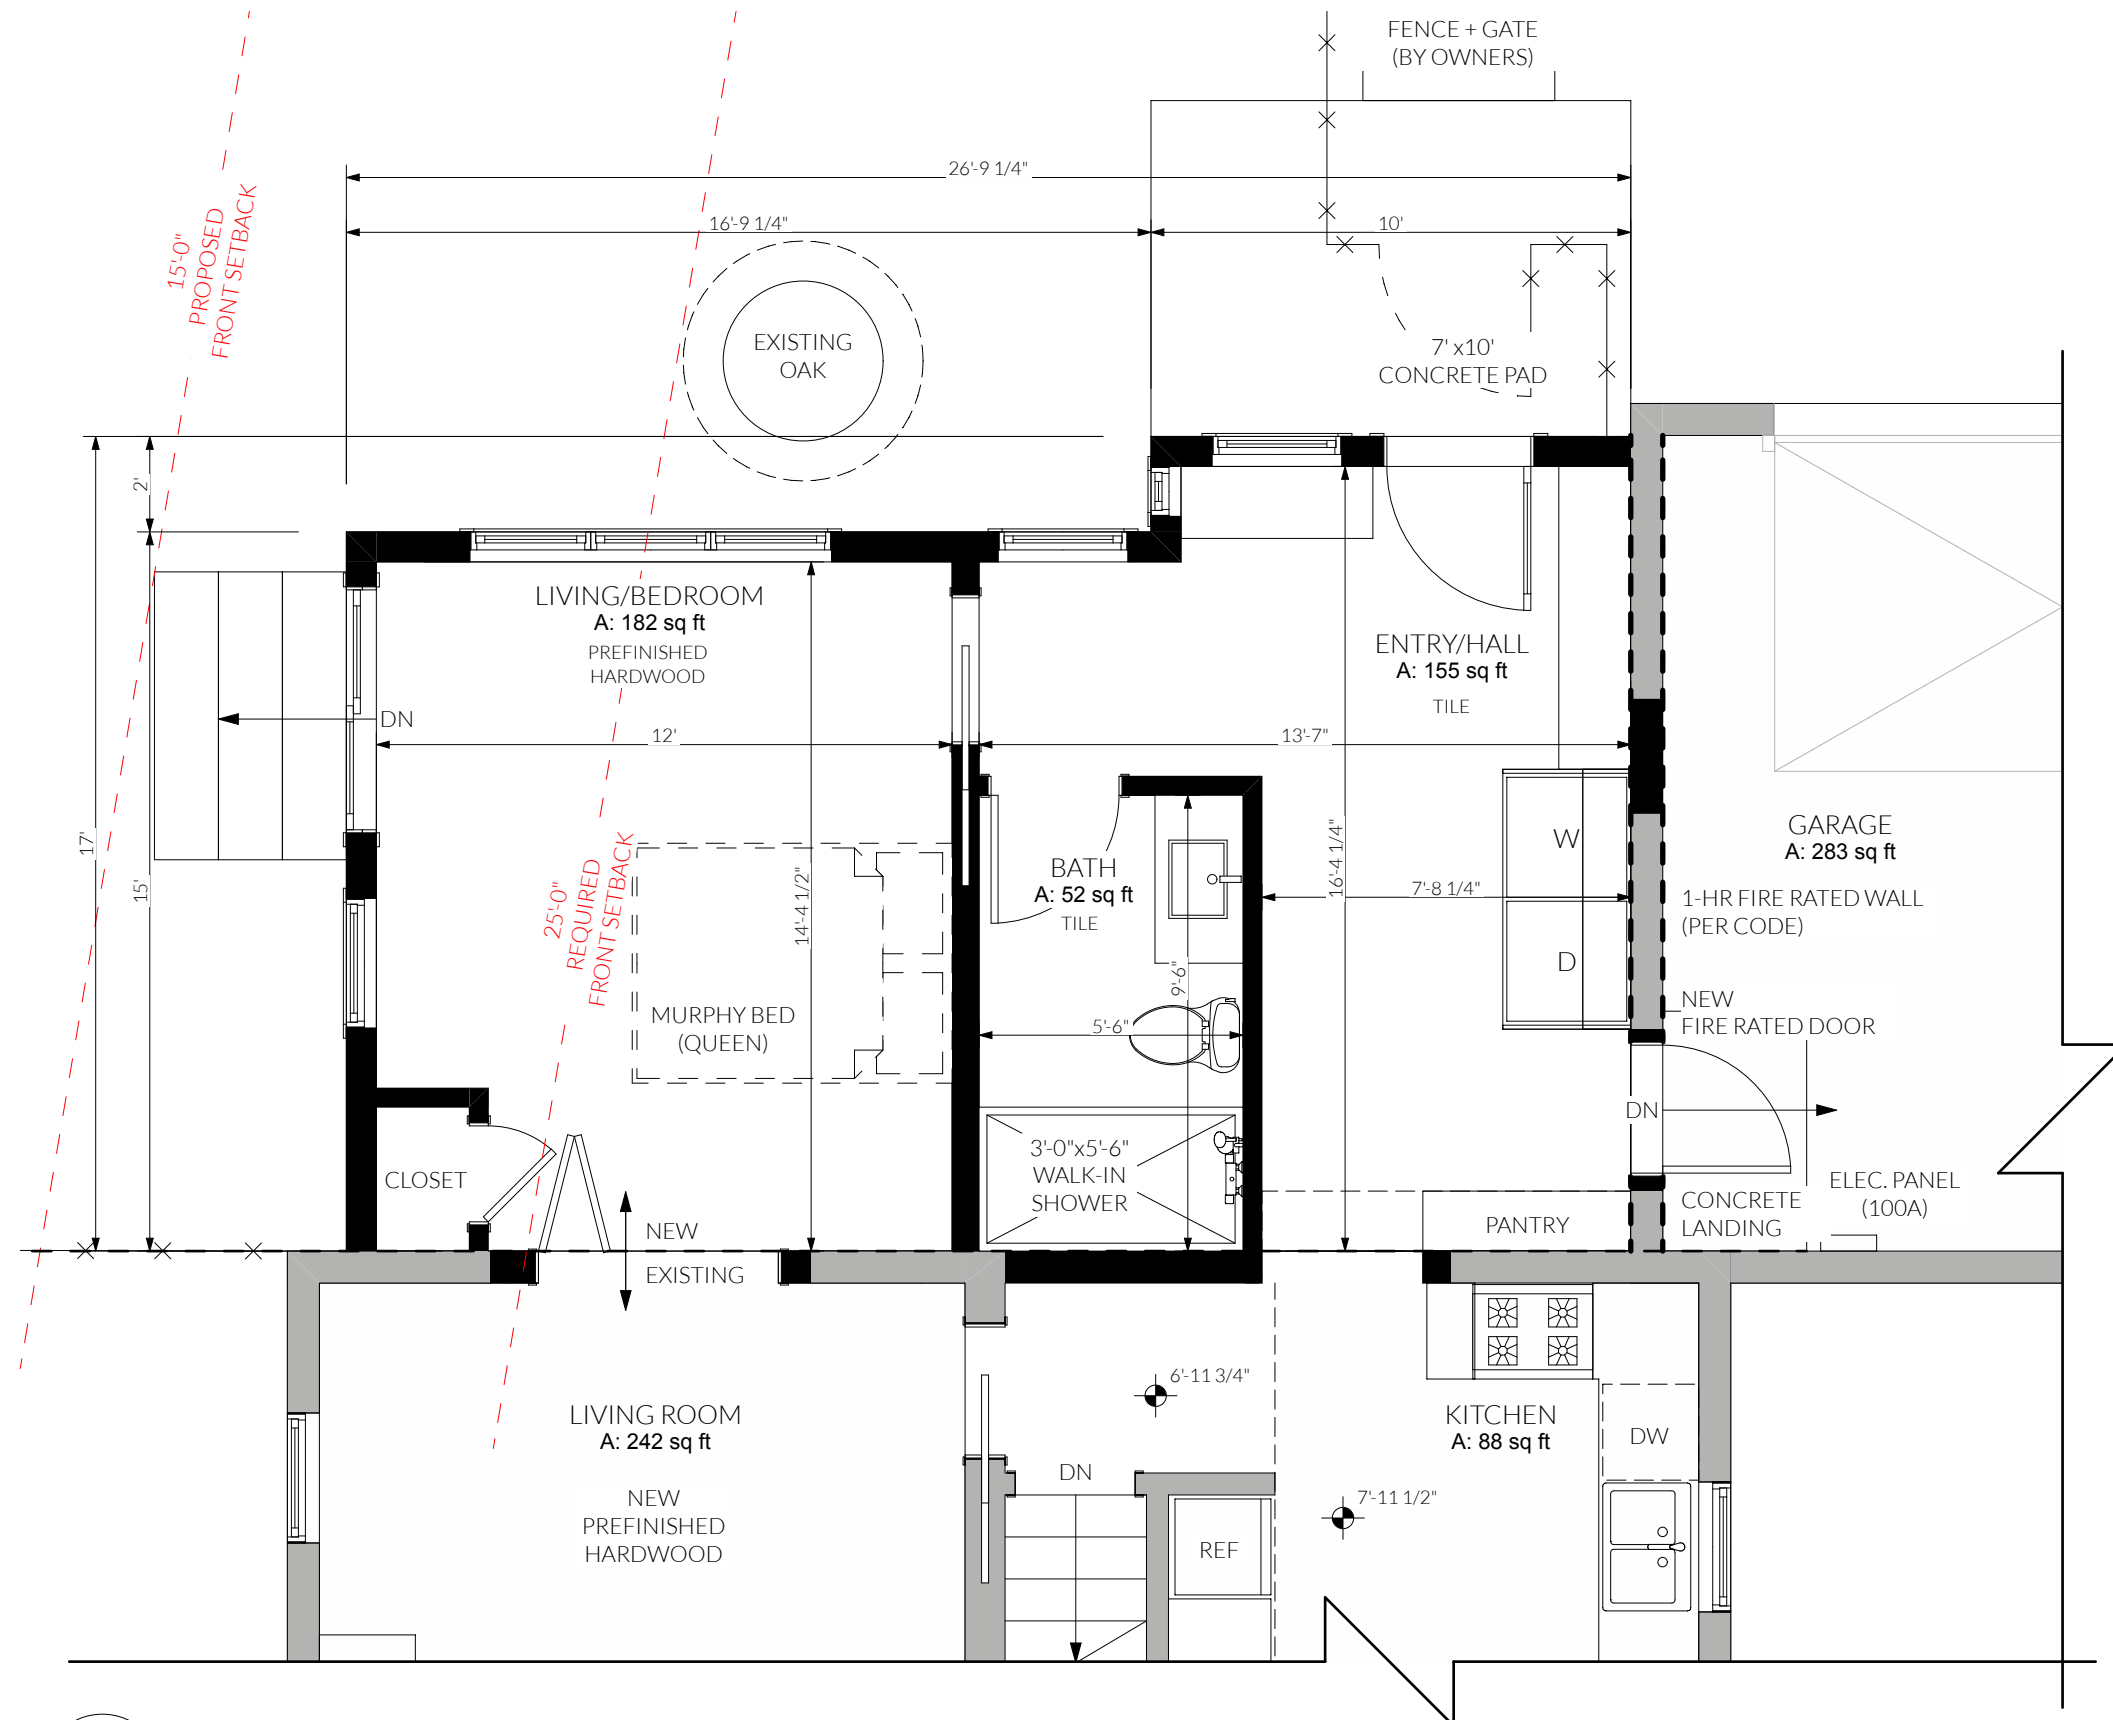 FENCE + GATE
(BY OWNERS)
26'-9 1/4"
16'-9 1/4"
10'
15'-0"
PROPOSED
FRONT SETBACK
EXISTING
OAK
7' x10'
CONCRETE PAD
2'
17'
15'
LIVING/BEDROOM
A: 182 sq ft
PREFINISHED
HARDWOOD
ENTRY/HALL
A: 155 sq ft
TILE
DN
12'
13'-7"
14'-4 1/2"
16'-4 1/4"
W
D
GARAGE
A: 283 sq ft
BATH
A: 52 sq ft
TILE
7'-8 1/4"
1-HR FIRE RATED WALL
(PER CODE)
25'-0"
REQUIRED
FRONT SETBACK
9'-6"
5'-6"
MURPHY BED
(QUEEN)
NEW
FIRE RATED DOOR
DN
3'-0"x5'-6"
WALK-IN
SHOWER
CLOSET
NEW
EXISTING
PANTRY
CONCRETE
LANDING
ELEC. PANEL
(100A)
6'-11 3/4"
LIVING ROOM
A: 242 sq ft
NEW
PREFINISHED
HARDWOOD
KITCHEN
A: 88 sq ft
DW
DN
7'-11 1/2"
REF